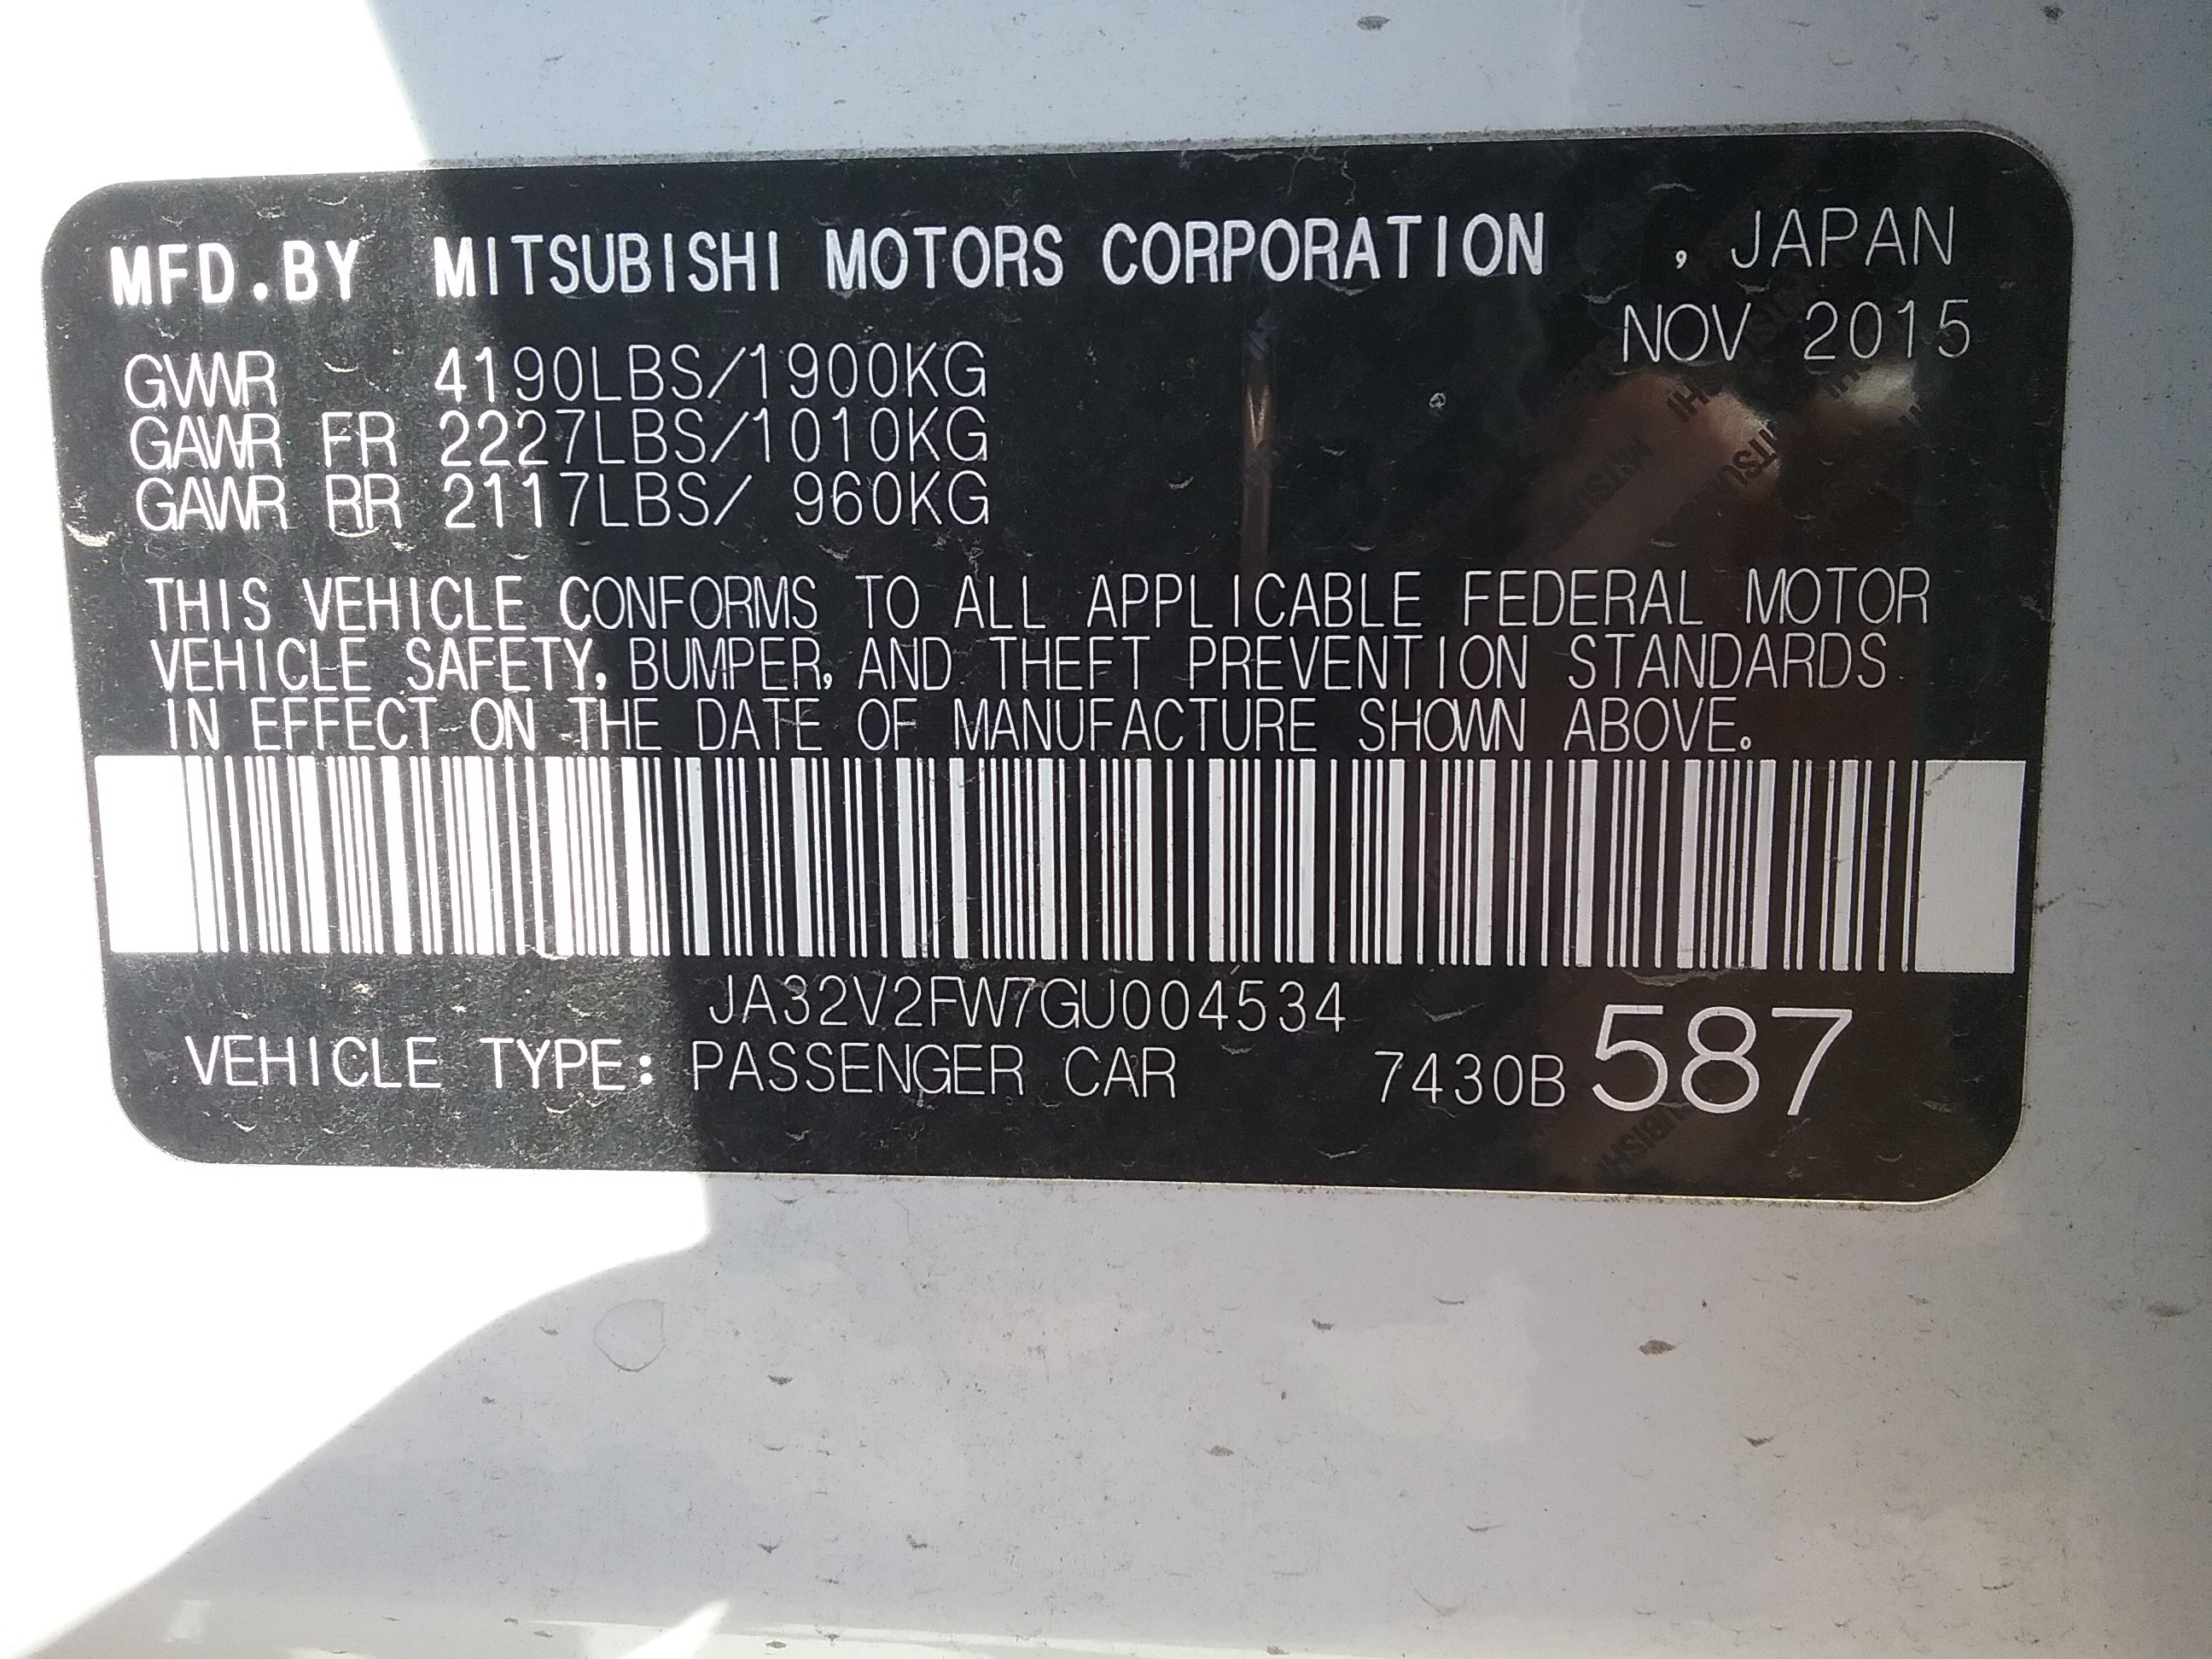 MFD.BY MITSUBISHI MOTORS CORPORATION , JAPAN
NOV 2015
GVWR 4190LBS/1900KG
GAWR FR 2227LBS/1010KG
GAWR RR 2117LBS/ 960KG
THIS VEHICLE CONFORMS TO ALL APPLICABLE FEDERAL MOTOR
VEHICLE SAFETY, BUMPER, AND THEFT PREVENTION STANDARDS
IN EFFECT ON THE DATE OF MANUFACTURE SHOWN ABOVE.
JA32V2FW7GU004534
VEHICLE TYPE: PASSENGER CAR 7430B587